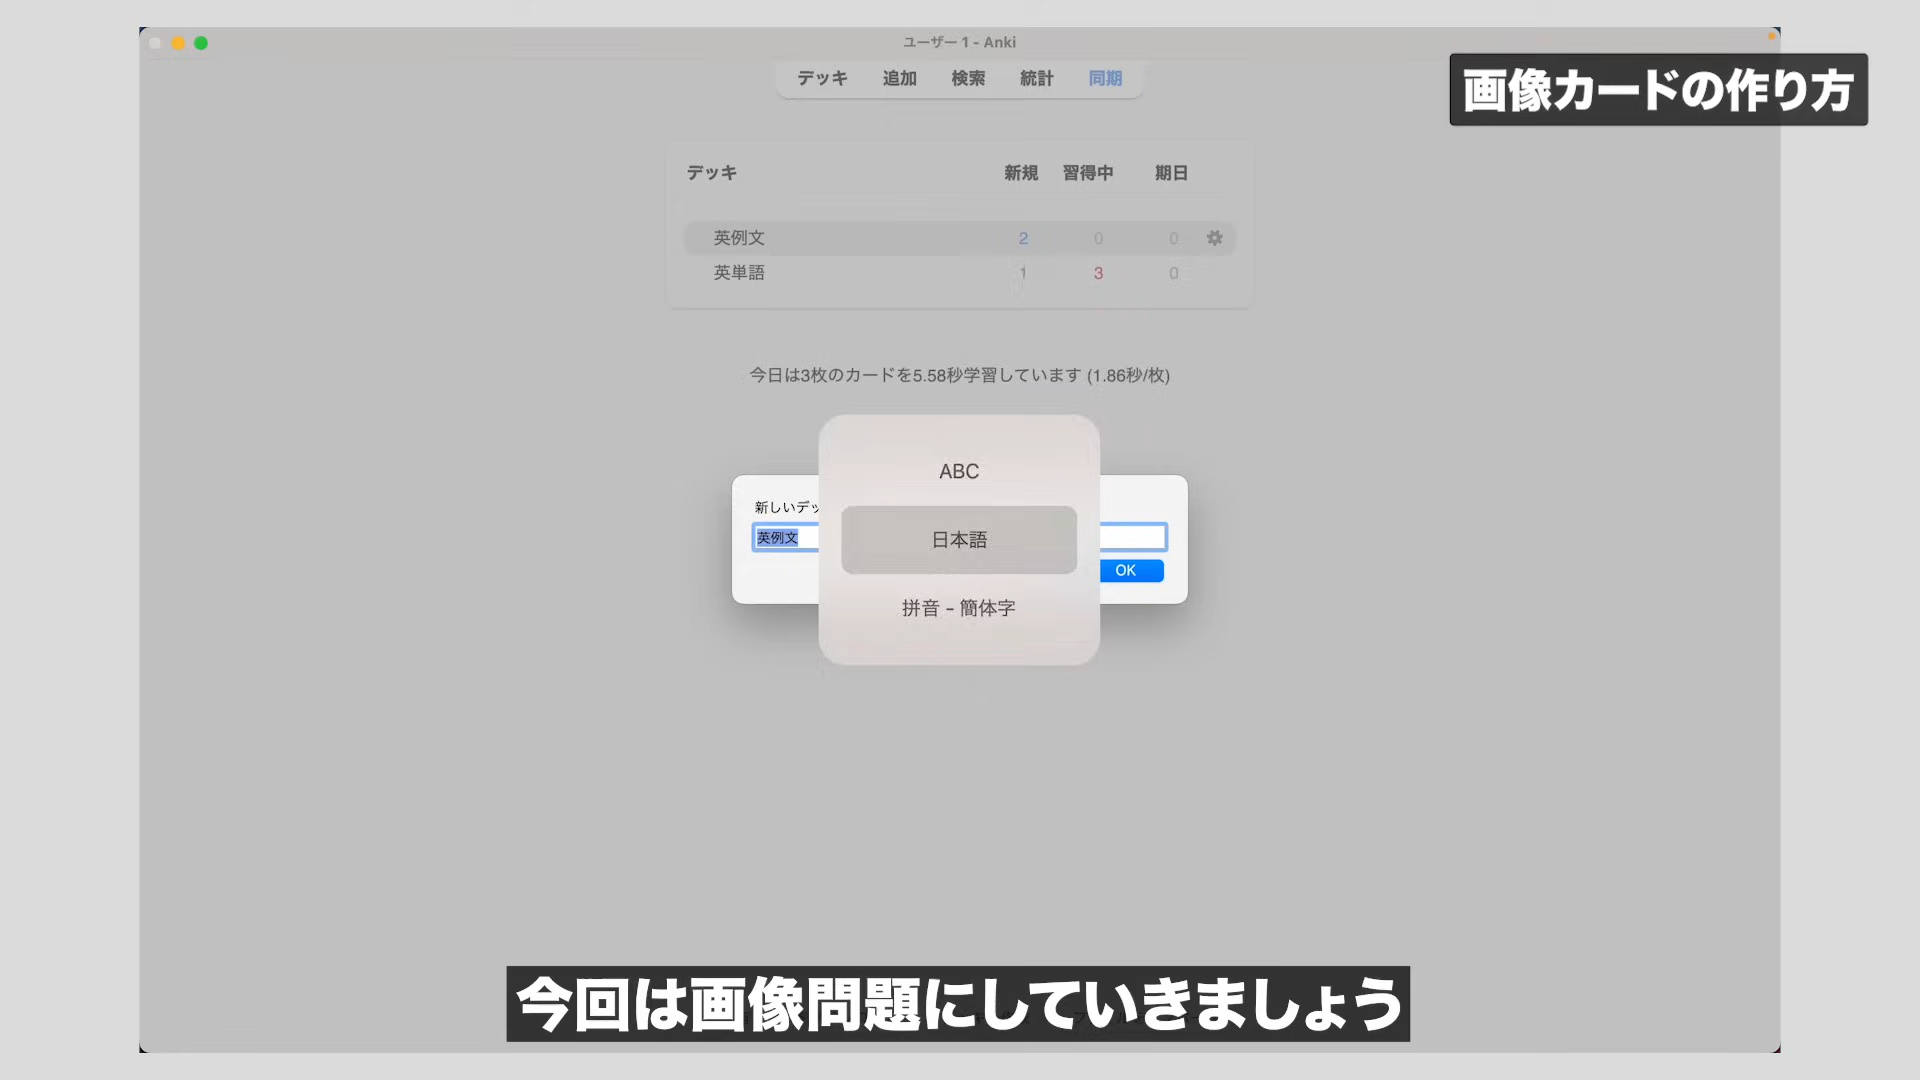 ユーザー 1 - Anki
デッキ 追加 検索 統計 同期
画像カードの作り方
デッキ 新規 習得中 期日
英例文 2 0 0
英単語 1 3 0
今日は3枚のカードを5.58秒学習しています (1.86秒/枚)
ABC
新しいデッ
日本語
英例文
OK
拼音 - 簡体字
今回は画像問題にしていきましょう